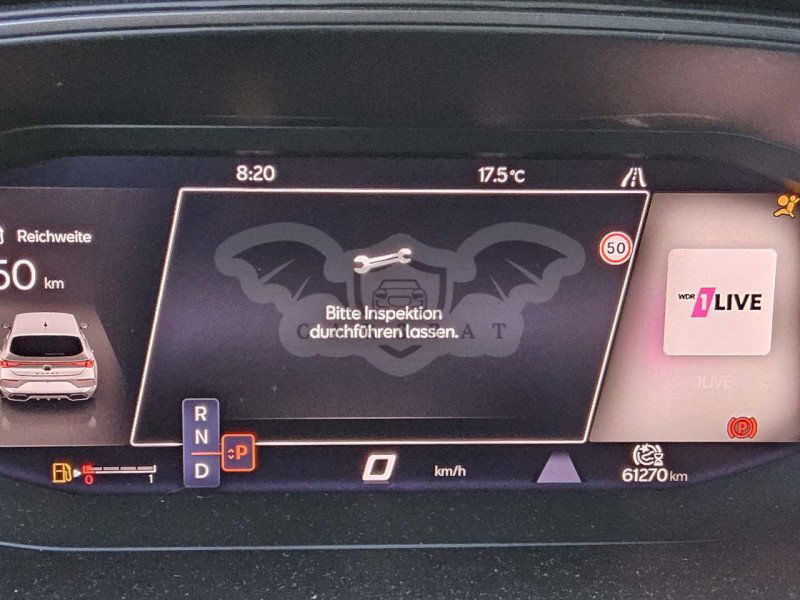 8:20
17.5°C
Reichweite
50 km
50
Bitte Inspektion
durchführen lassen.
WDR 1LIVE
1LIVE
R
N
D
P
P
0 1
0 km/h
61270 km